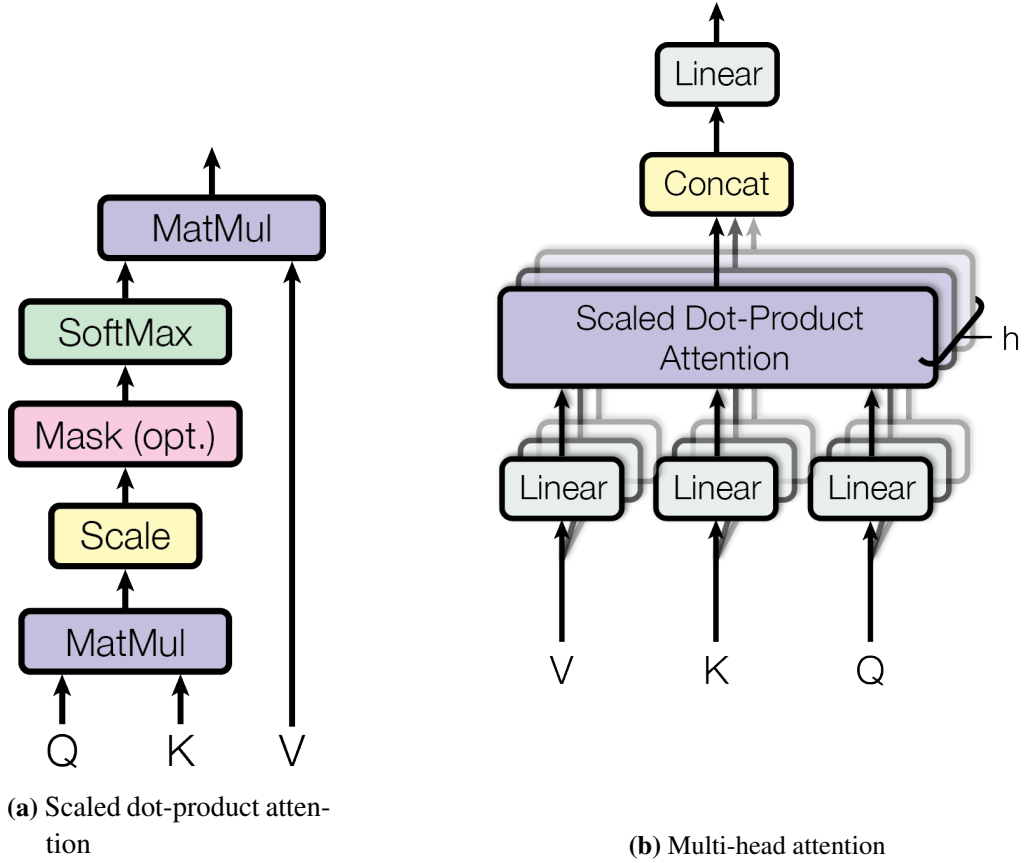 MatMul
SoftMax
Mask (opt.)
Scale
MatMul
Q K V
(a) Scaled dot-product atten-
tion
Linear
Concat
Scaled Dot-Product
Attention
h
Linear Linear Linear
V K Q
(b) Multi-head attention